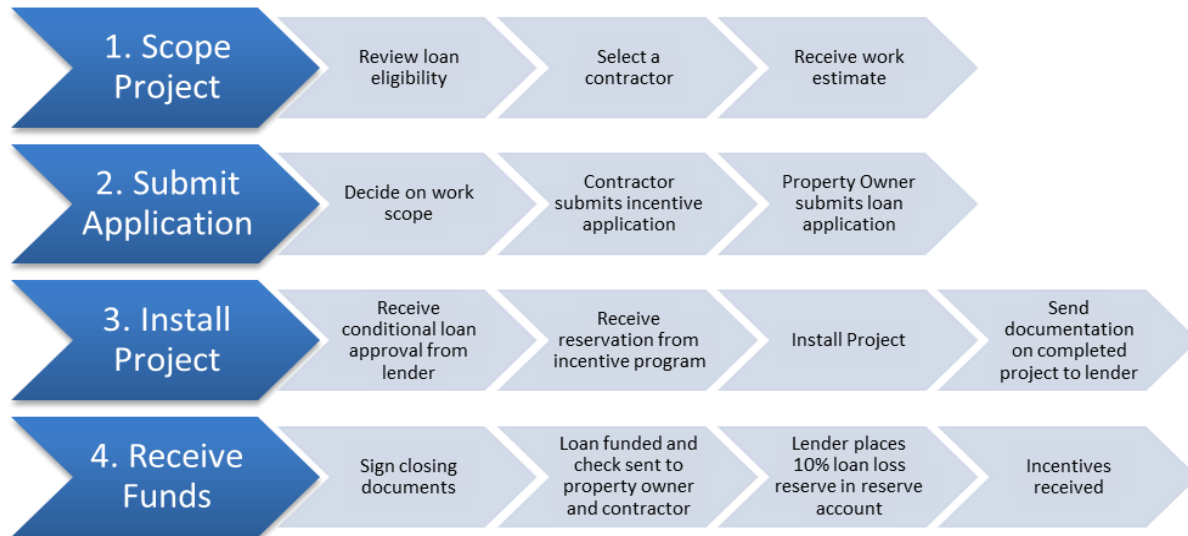 1. Scope
Project
Review loan
eligibility
Select a
contractor
Receive work
estimate
2. Submit
Application
Decide on work
scope
Contractor
submits incentive
application
Property Owner
submits loan
application
3. Install
Project
Receive
conditional loan
approval from
lender
Receive
reservation from
incentive program
Install Project
Send
documentation
on completed
project to lender
4. Receive
Funds
Sign closing
documents
Loan funded and
check sent to
property owner
and contractor
Lender places
10% loan loss
reserve in reserve
account
Incentives
received